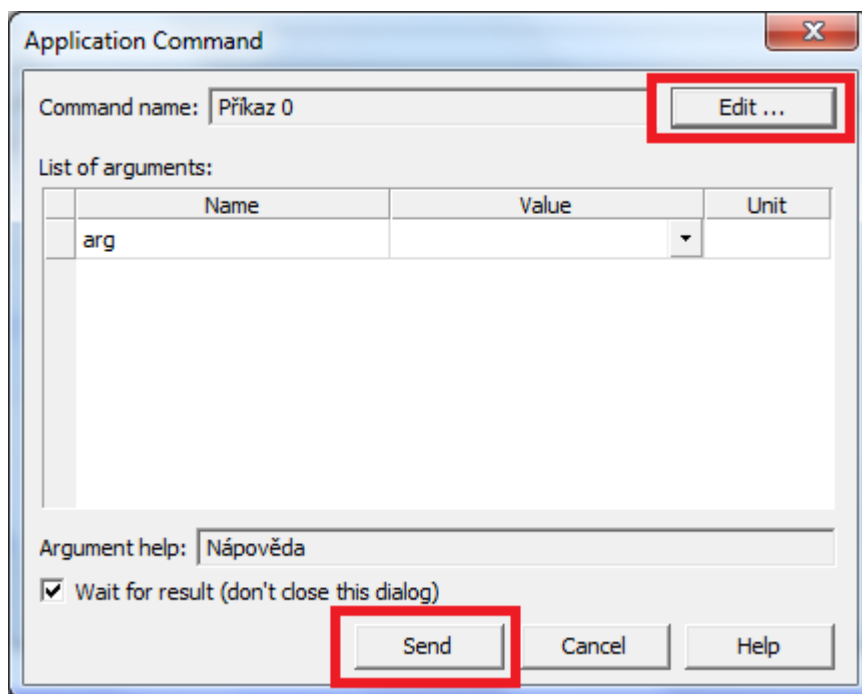 Application Command
Command name: Příkaz 0 Edit ...
List of arguments:
Name Value Unit
arg
Argument help: Nápověda
Wait for result (don't close this dialog)
Send Cancel Help